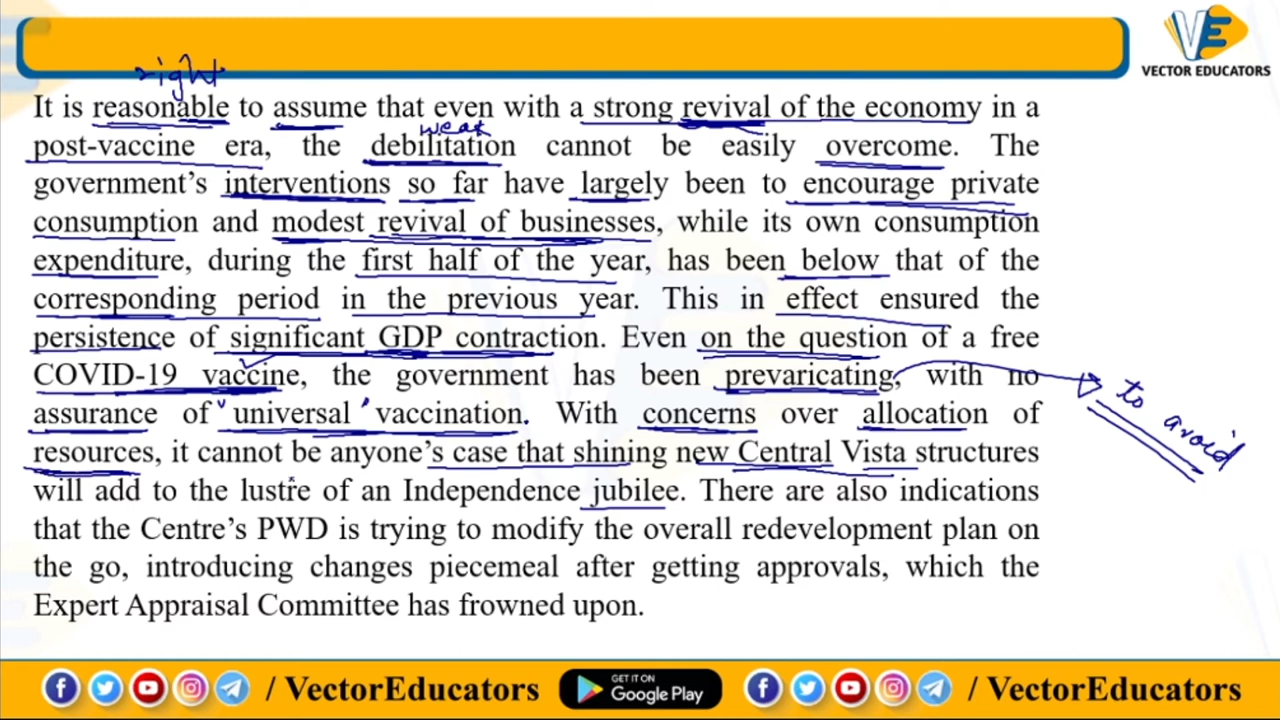 VE
VECTOR EDUCATORS
right
It is reasonable to assume that even with a strong revival of the economy in a
weak
post-vaccine era, the debilitation cannot be easily overcome. The
government's interventions so far have largely been to encourage private
consumption and modest revival of businesses, while its own consumption
expenditure, during the first half of the year, has been below that of the
corresponding period in the previous year. This in effect ensured the
persistence of significant GDP contraction. Even on the question of a free
COVID-19 vaccine, the government has been prevaricating, with no
to avoid
assurance of "universal" vaccination. With concerns over allocation of
resources, it cannot be anyone's case that shining new Central Vista structures
will add to the lustre of an Independence jubilee. There are also indications
that the Centre's PWD is trying to modify the overall redevelopment plan on
the go, introducing changes piecemeal after getting approvals, which the
Expert Appraisal Committee has frowned upon.
/ VectorEducators GET IT ON Google Play / VectorEducators